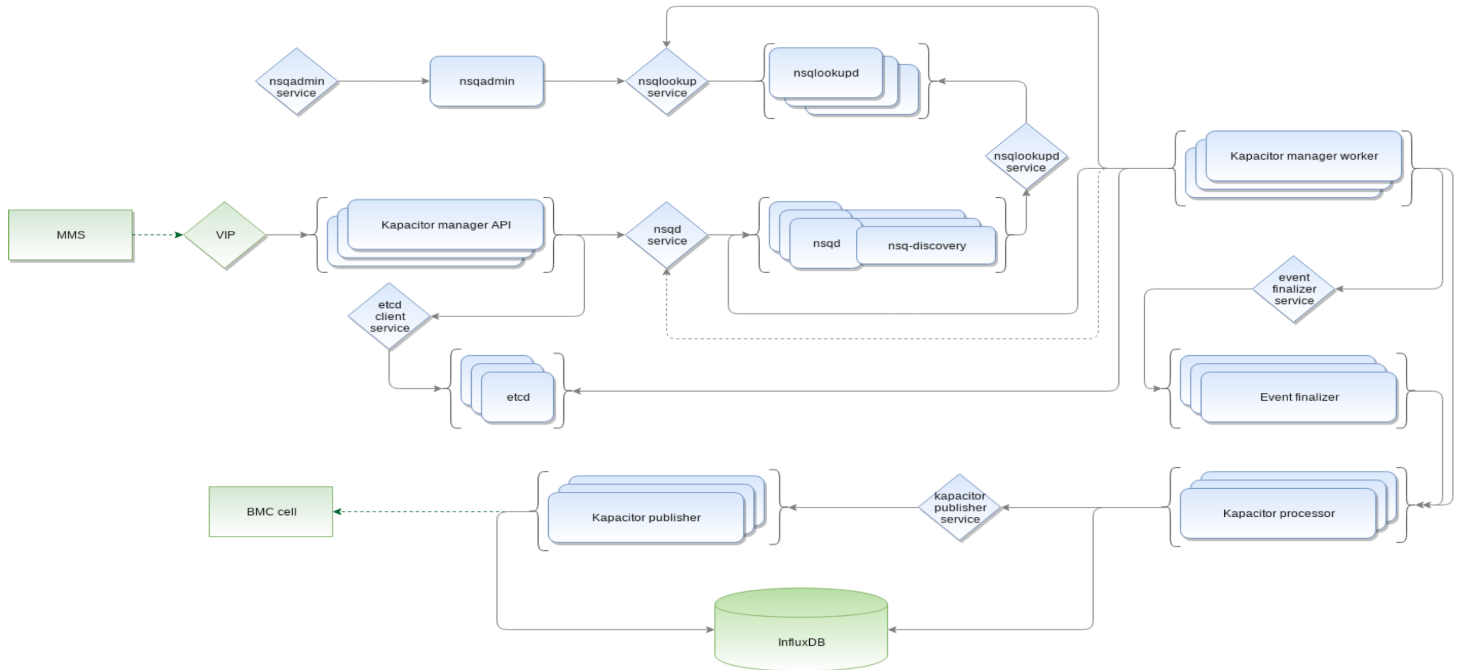 nsqadmin
service
nsqadmin
nsqlookup
service
nsqlookupd
nsqlookupd
service
Kapacitor manager worker
MMS
VIP
Kapacitor manager API
nsqd
service
nsqd
nsq-discovery
etcd
client
service
event
finalizer
service
etcd
Event finalizer
BMC cell
Kapacitor publisher
kapacitor
publisher
service
Kapacitor processor
InfluxDB